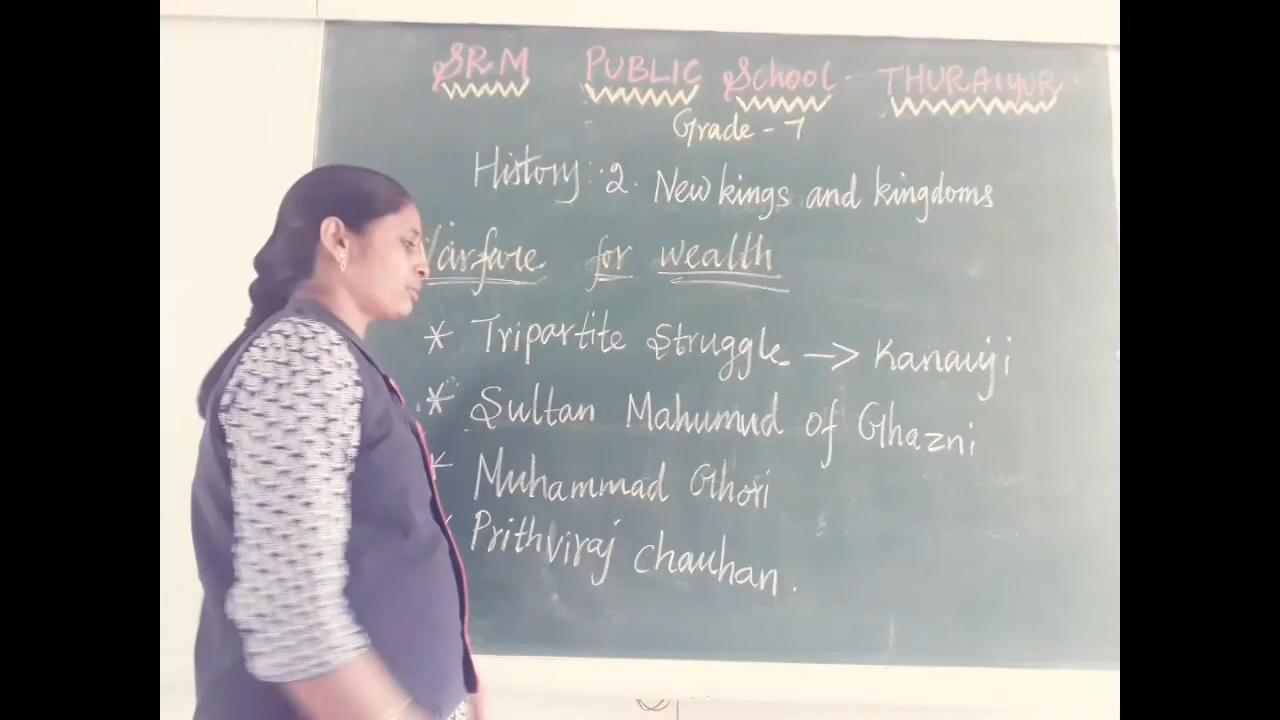 SRM PUBLIC School THURAIYUR
Grade - 7
History: 2. New kings and kingdoms
Warfare for wealth
* Tripartite Struggle -> Kanauji
* Sultan Mahumud of Ghazni
* Muhammad Ghori
* Prithviraj chauhan.